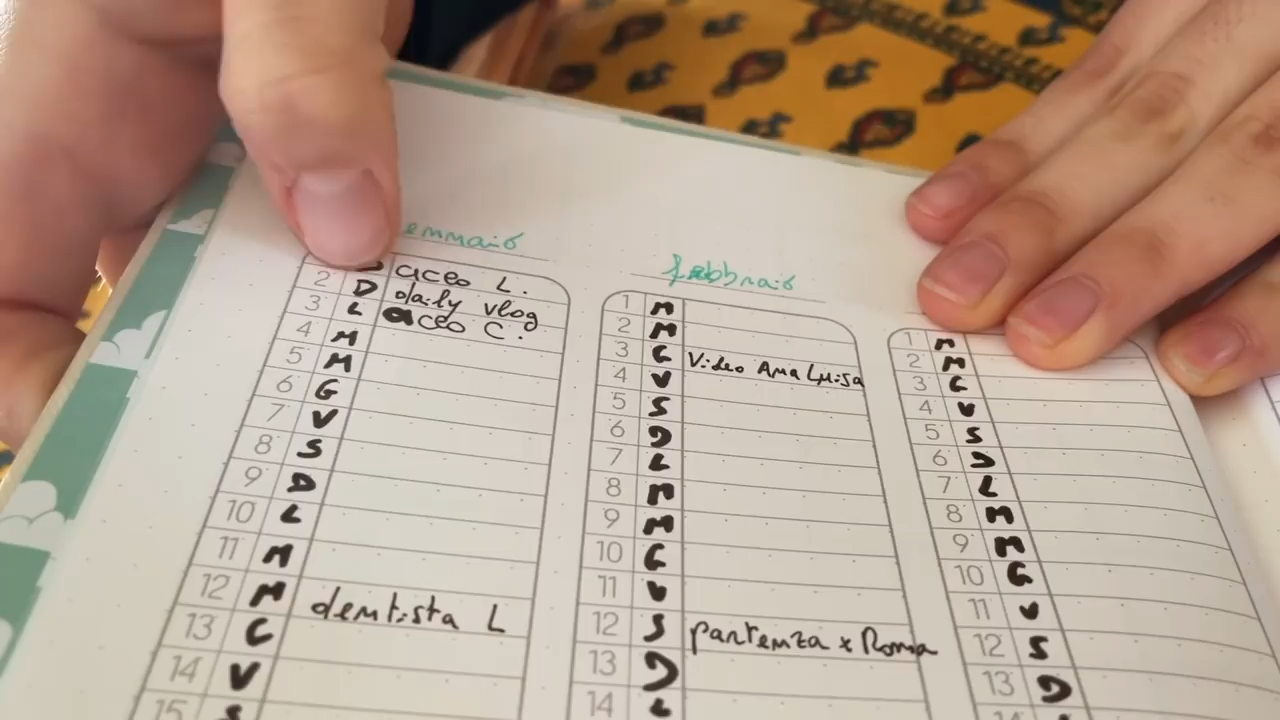 ennaio
aceo L.
2 D daily vlog
3 L aceo C.
4 M
5 M
6 G
7 V
8 S
9 D
10 L
11 M
12 M dentista L
13 G
14 V
15 S
febbraio
1 M
2 M
3 G Video Ana Luisa
4 V
5 S
6 D
7 L
8 M
9 M
10 G
11 V
12 S partenza x Roma
13 D
14 L
1 M
2 M
3 G
4 V
5 S
6 D
7 L
8 M
9 M
10 G
11 V
12 S
13 D